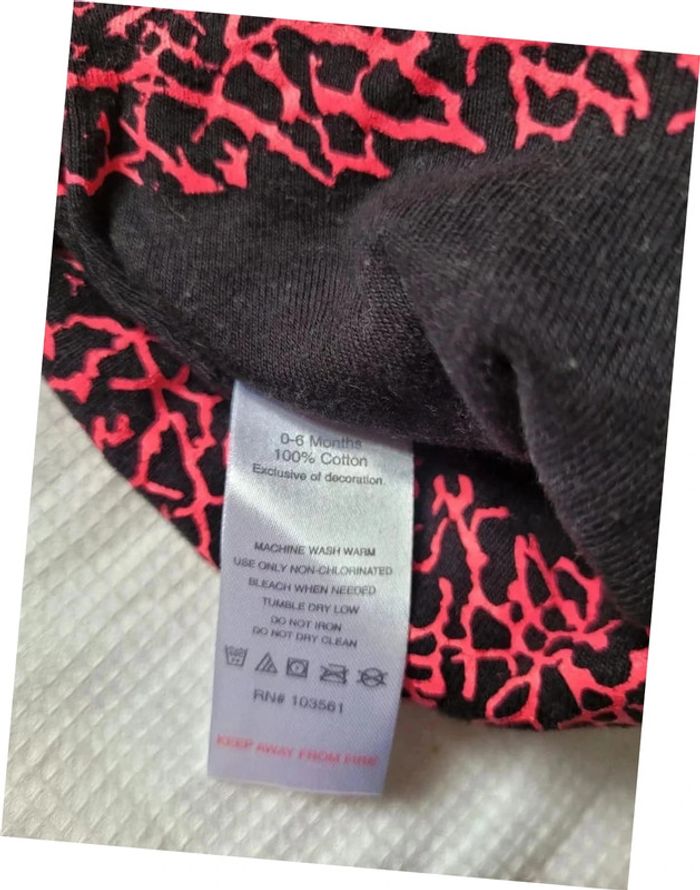 0-6 Months
100% Cotton
Exclusive of decoration.
MACHINE WASH WARM
USE ONLY NON-CHLORINATED
BLEACH WHEN NEEDED
TUMBLE DRY LOW
DO NOT IRON
DO NOT DRY CLEAN
RN# 103561
KEEP AWAY FROM FIRE